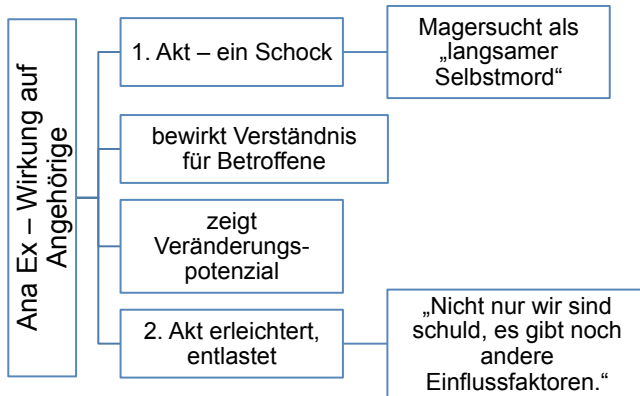 Ana Ex – Wirkung auf
Angehörige
1. Akt – ein Schock
Magersucht als
„langsamer
Selbstmord“
bewirkt Verständnis
für Betroffene
zeigt
Veränderungs-
potenzial
2. Akt erleichtert,
entlastet
„Nicht nur wir sind
schuld, es gibt noch
andere
Einflussfaktoren.“